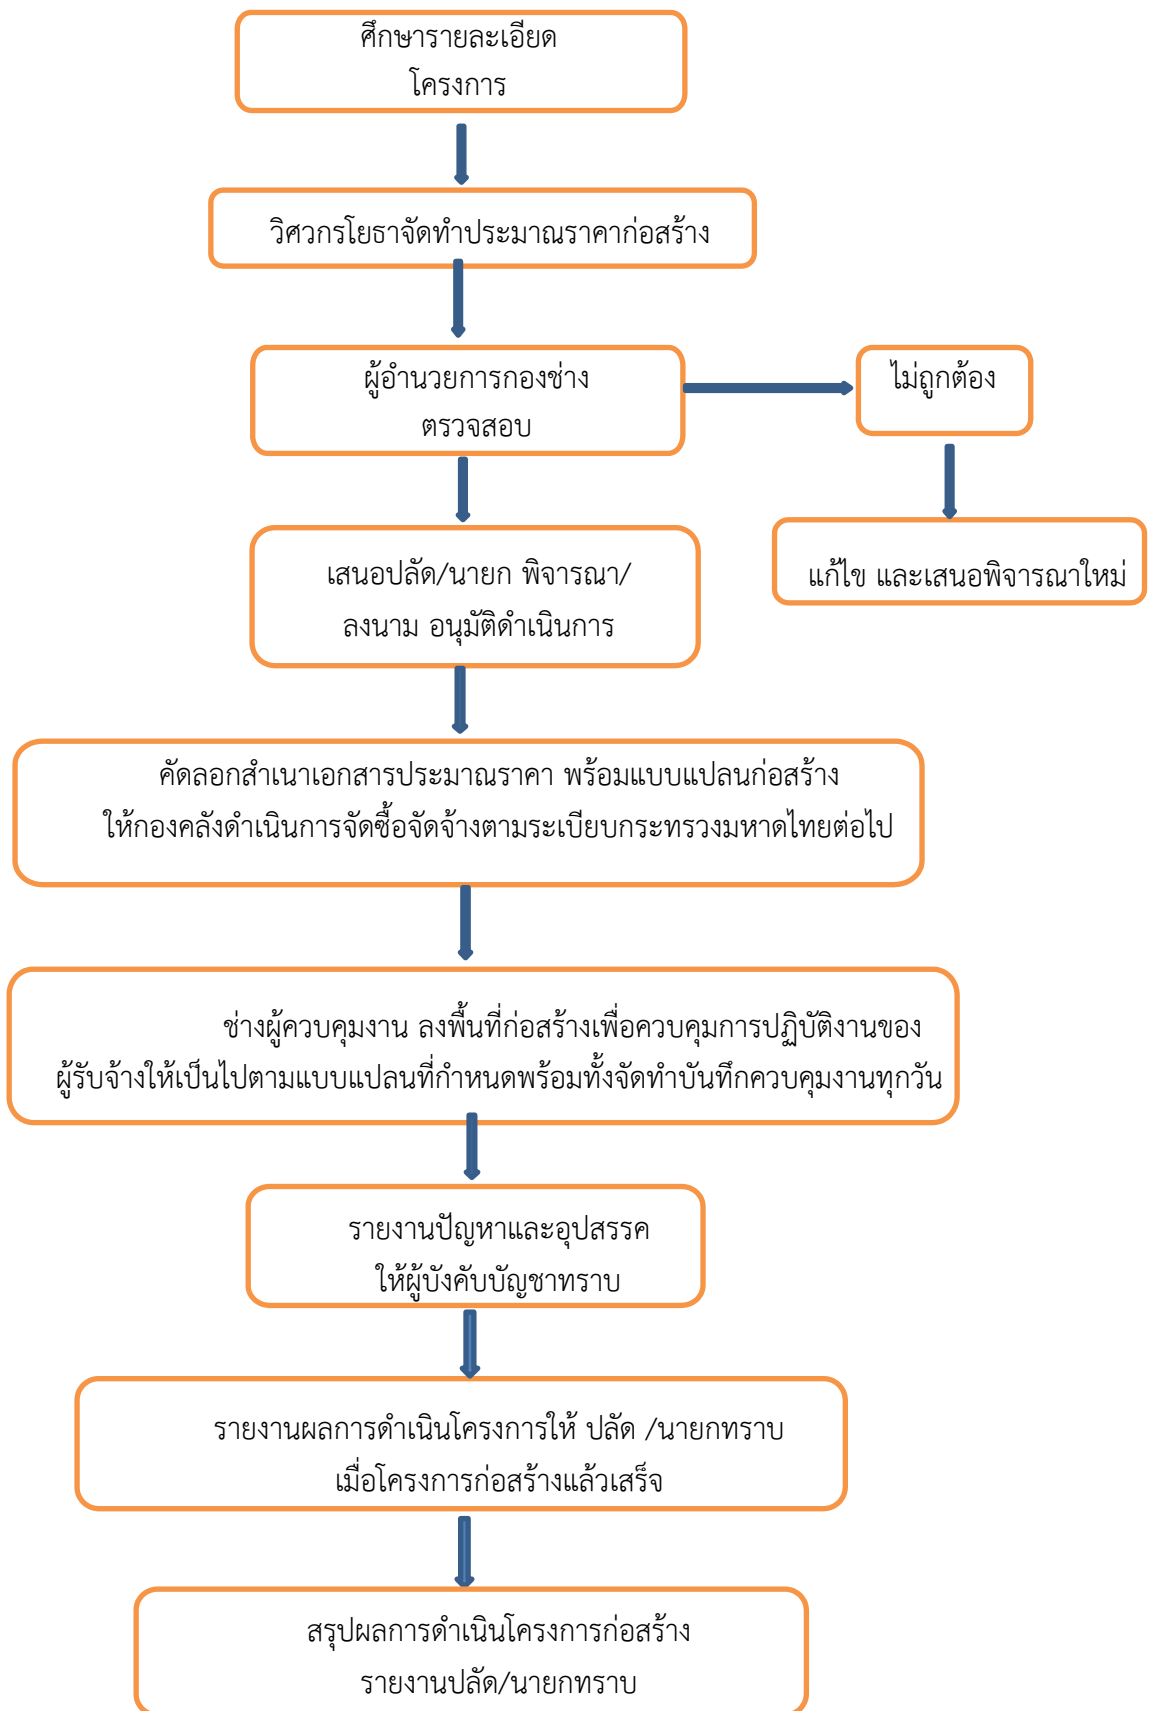 ศึกษารายละเอียด
โครงการ
วิศวกรโยธาจัดทำประมาณราคาก่อสร้าง
ผู้อำนวยการกองช่าง
ตรวจสอบ
ไม่ถูกต้อง
แก้ไข และเสนอพิจารณาใหม่
เสนอปลัด/นายก พิจารณา/
ลงนาม อนุมัติดำเนินการ
คัดลอกสำเนาเอกสารประมาณราคา พร้อมแบบแปลนก่อสร้าง
ให้กองคลังดำเนินการจัดซื้อจัดจ้างตามระเบียบกระทรวงมหาดไทยต่อไป
ช่างผู้ควบคุมงาน ลงพื้นที่ก่อสร้างเพื่อควบคุมการปฏิบัติงานของ
ผู้รับจ้างให้เป็นไปตามแบบแปลนที่กำหนดพร้อมทั้งจัดทำบันทึกควบคุมงานทุกวัน
รายงานปัญหาและอุปสรรค
ให้ผู้บังคับบัญชาทราบ
รายงานผลการดำเนินโครงการให้ ปลัด /นายกทราบ
เมื่อโครงการก่อสร้างแล้วเสร็จ
สรุปผลการดำเนินโครงการก่อสร้าง
รายงานปลัด/นายกทราบ